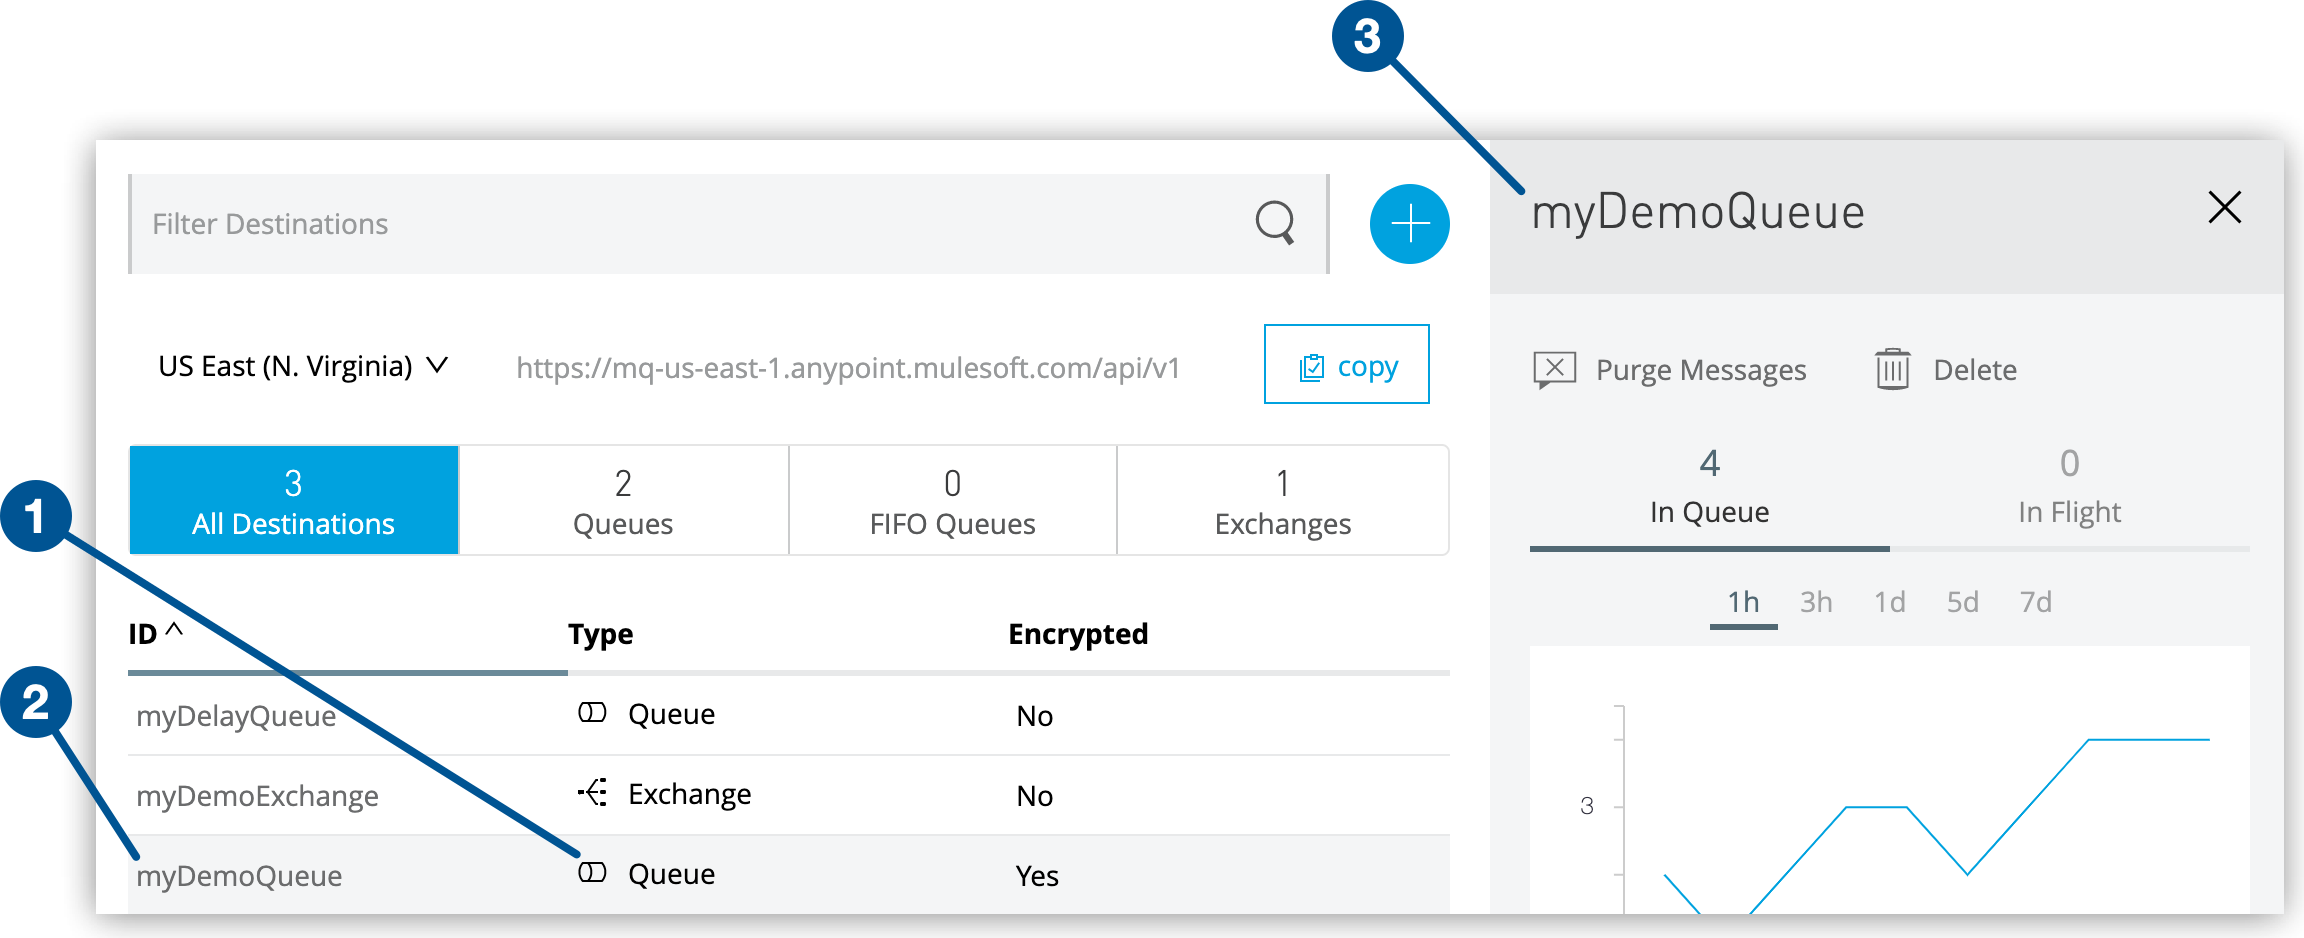 3
Filter Destinations
US East (N. Virginia)
https://mq-us-east-1.anypoint.mulesoft.com/api/v1
copy
3
All Destinations
2
Queues
0
FIFO Queues
1
Exchanges
1
ID
Type
Encrypted
2
myDelayQueue
Queue
No
myDemoExchange
Exchange
No
myDemoQueue
Queue
Yes
myDemoQueue
Purge Messages
Delete
4
In Queue
0
In Flight
1h
3h
1d
5d
7d
3